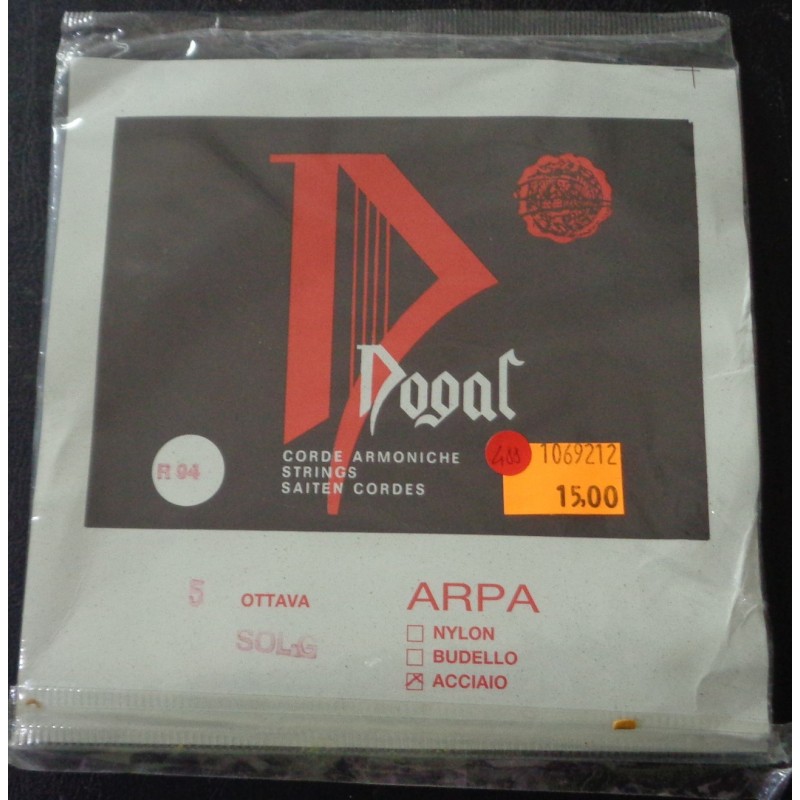 Dogal
CORDE ARMONICHE
STRINGS
SAITEN CORDES
R 94
1069212
15,00
5 OTTAVA
SOL-G
ARPA
NYLON
BUDELLO
ACCIAIO